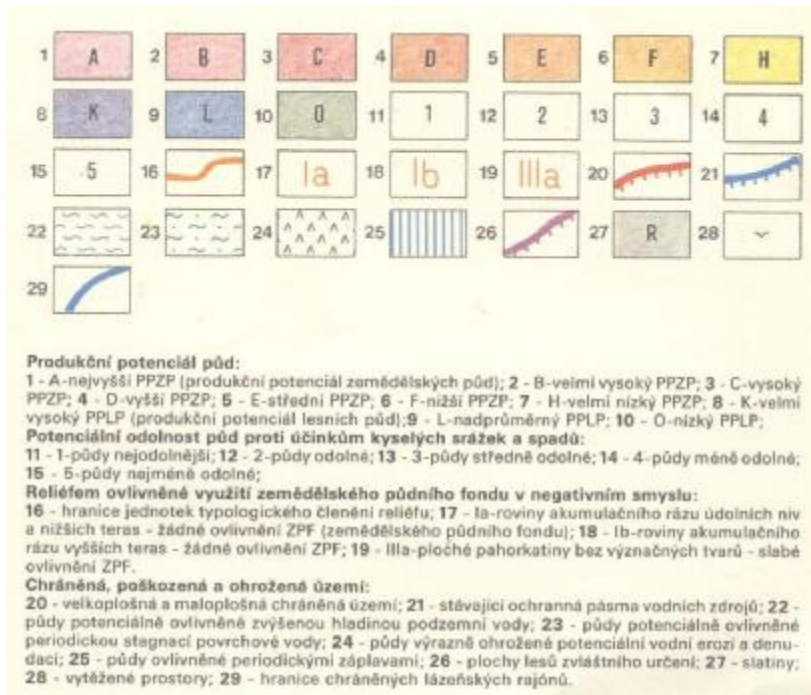 1 A 2 B 3 C 4 D 5 E 6 F 7 H
8 K 9 L 10 O 11 1 12 2 13 3 14 4
15 5 16 17 Ia 18 Ib 19 IIIa 20 21
22 23 24 25 26 27 R 28
29
Produkční potenciál půd:
1 - A-nejvyšší PPZP (produkční potenciál zemědělských půd); 2 - B-velmi vysoký PPZP; 3 - C-vysoký
PPZP; 4 - D-vyšší PPZP; 5 - E-střední PPZP; 6 - F-nižší PPZP; 7 - H-velmi nízký PPZP; 8 - K-velmi
vysoký PPLP (produkční potenciál lesních půd);9 - L-nadprůměrný PPLP; 10 - O-nízký PPLP;
Potenciální odolnost půd proti účinkům kyselých srážek a spadů:
11 - 1-půdy nejodolnější; 12 - 2-půdy odolné; 13 - 3-půdy středně odolné; 14 - 4-půdy méně odolné;
15 - 5-půdy nejméně odolné;
Reliéfem ovlivněné využití zemědělského půdního fondu v negativním smyslu:
16 - hranice jednotek typologického členění reliéfu; 17 - Ia-roviny akumulačního rázu údolních niv
a nižších teras - žádné ovlivnění ZPF (zemědělského půdního fondu); 18 - Ib-roviny akumulačního
rázu vyšších teras - žádné ovlivnění ZPF; 19 - IIIa-ploché pahorkatiny bez význačných tvarů - slabé
ovlivnění ZPF.
Chráněná, poškozená a ohrožená území:
20 - velkoplošná a maloplošná chráněná území; 21 - stávající ochranná pásma vodních zdrojů; 22 -
půdy potenciálně ovlivněné zvýšenou hladinou podzemní vody; 23 - půdy potenciálně ovlivněné
periodickou stagnací povrchové vody; 24 - půdy výrazně ohrožené potenciální vodní erozí a denu-
dací; 25 - půdy ovlivněné periodickými záplavami; 26 - plochy lesů zvláštního určení; 27 - slatiny;
28 - vytěžené prostory; 29 - hranice chráněných lázeňských rajónů.